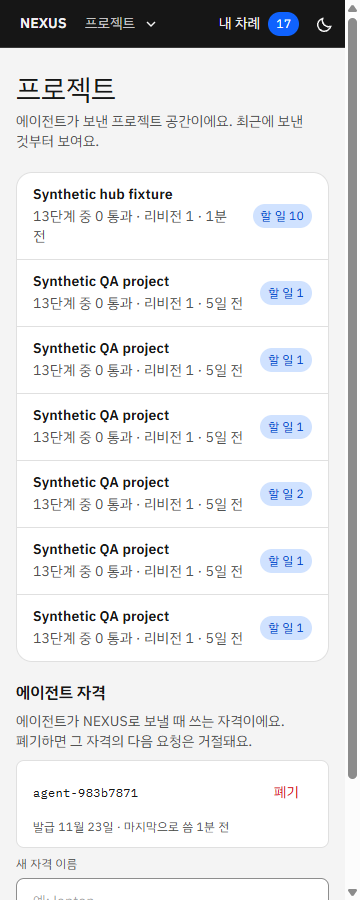 NEXUS 프로젝트 내 차례 17
프로젝트
에이전트가 보낸 프로젝트 공간이에요. 최근에 보낸
것부터 보여요.
Synthetic hub fixture
13단계 중 0 통과 · 리비전 1 · 1분
전
할 일 10
Synthetic QA project
13단계 중 0 통과 · 리비전 1 · 5일 전
할 일 1
Synthetic QA project
13단계 중 0 통과 · 리비전 1 · 5일 전
할 일 1
Synthetic QA project
13단계 중 0 통과 · 리비전 1 · 5일 전
할 일 1
Synthetic QA project
13단계 중 0 통과 · 리비전 1 · 5일 전
할 일 2
Synthetic QA project
13단계 중 0 통과 · 리비전 1 · 5일 전
할 일 1
Synthetic QA project
13단계 중 0 통과 · 리비전 1 · 5일 전
할 일 1
에이전트 자격
에이전트가 NEXUS로 보낼 때 쓰는 자격이에요.
폐기하면 그 자격의 다음 요청은 거절돼요.
agent-983b7871 폐기
발급 11월 23일 · 마지막으로 씀 1분 전
새 자격 이름